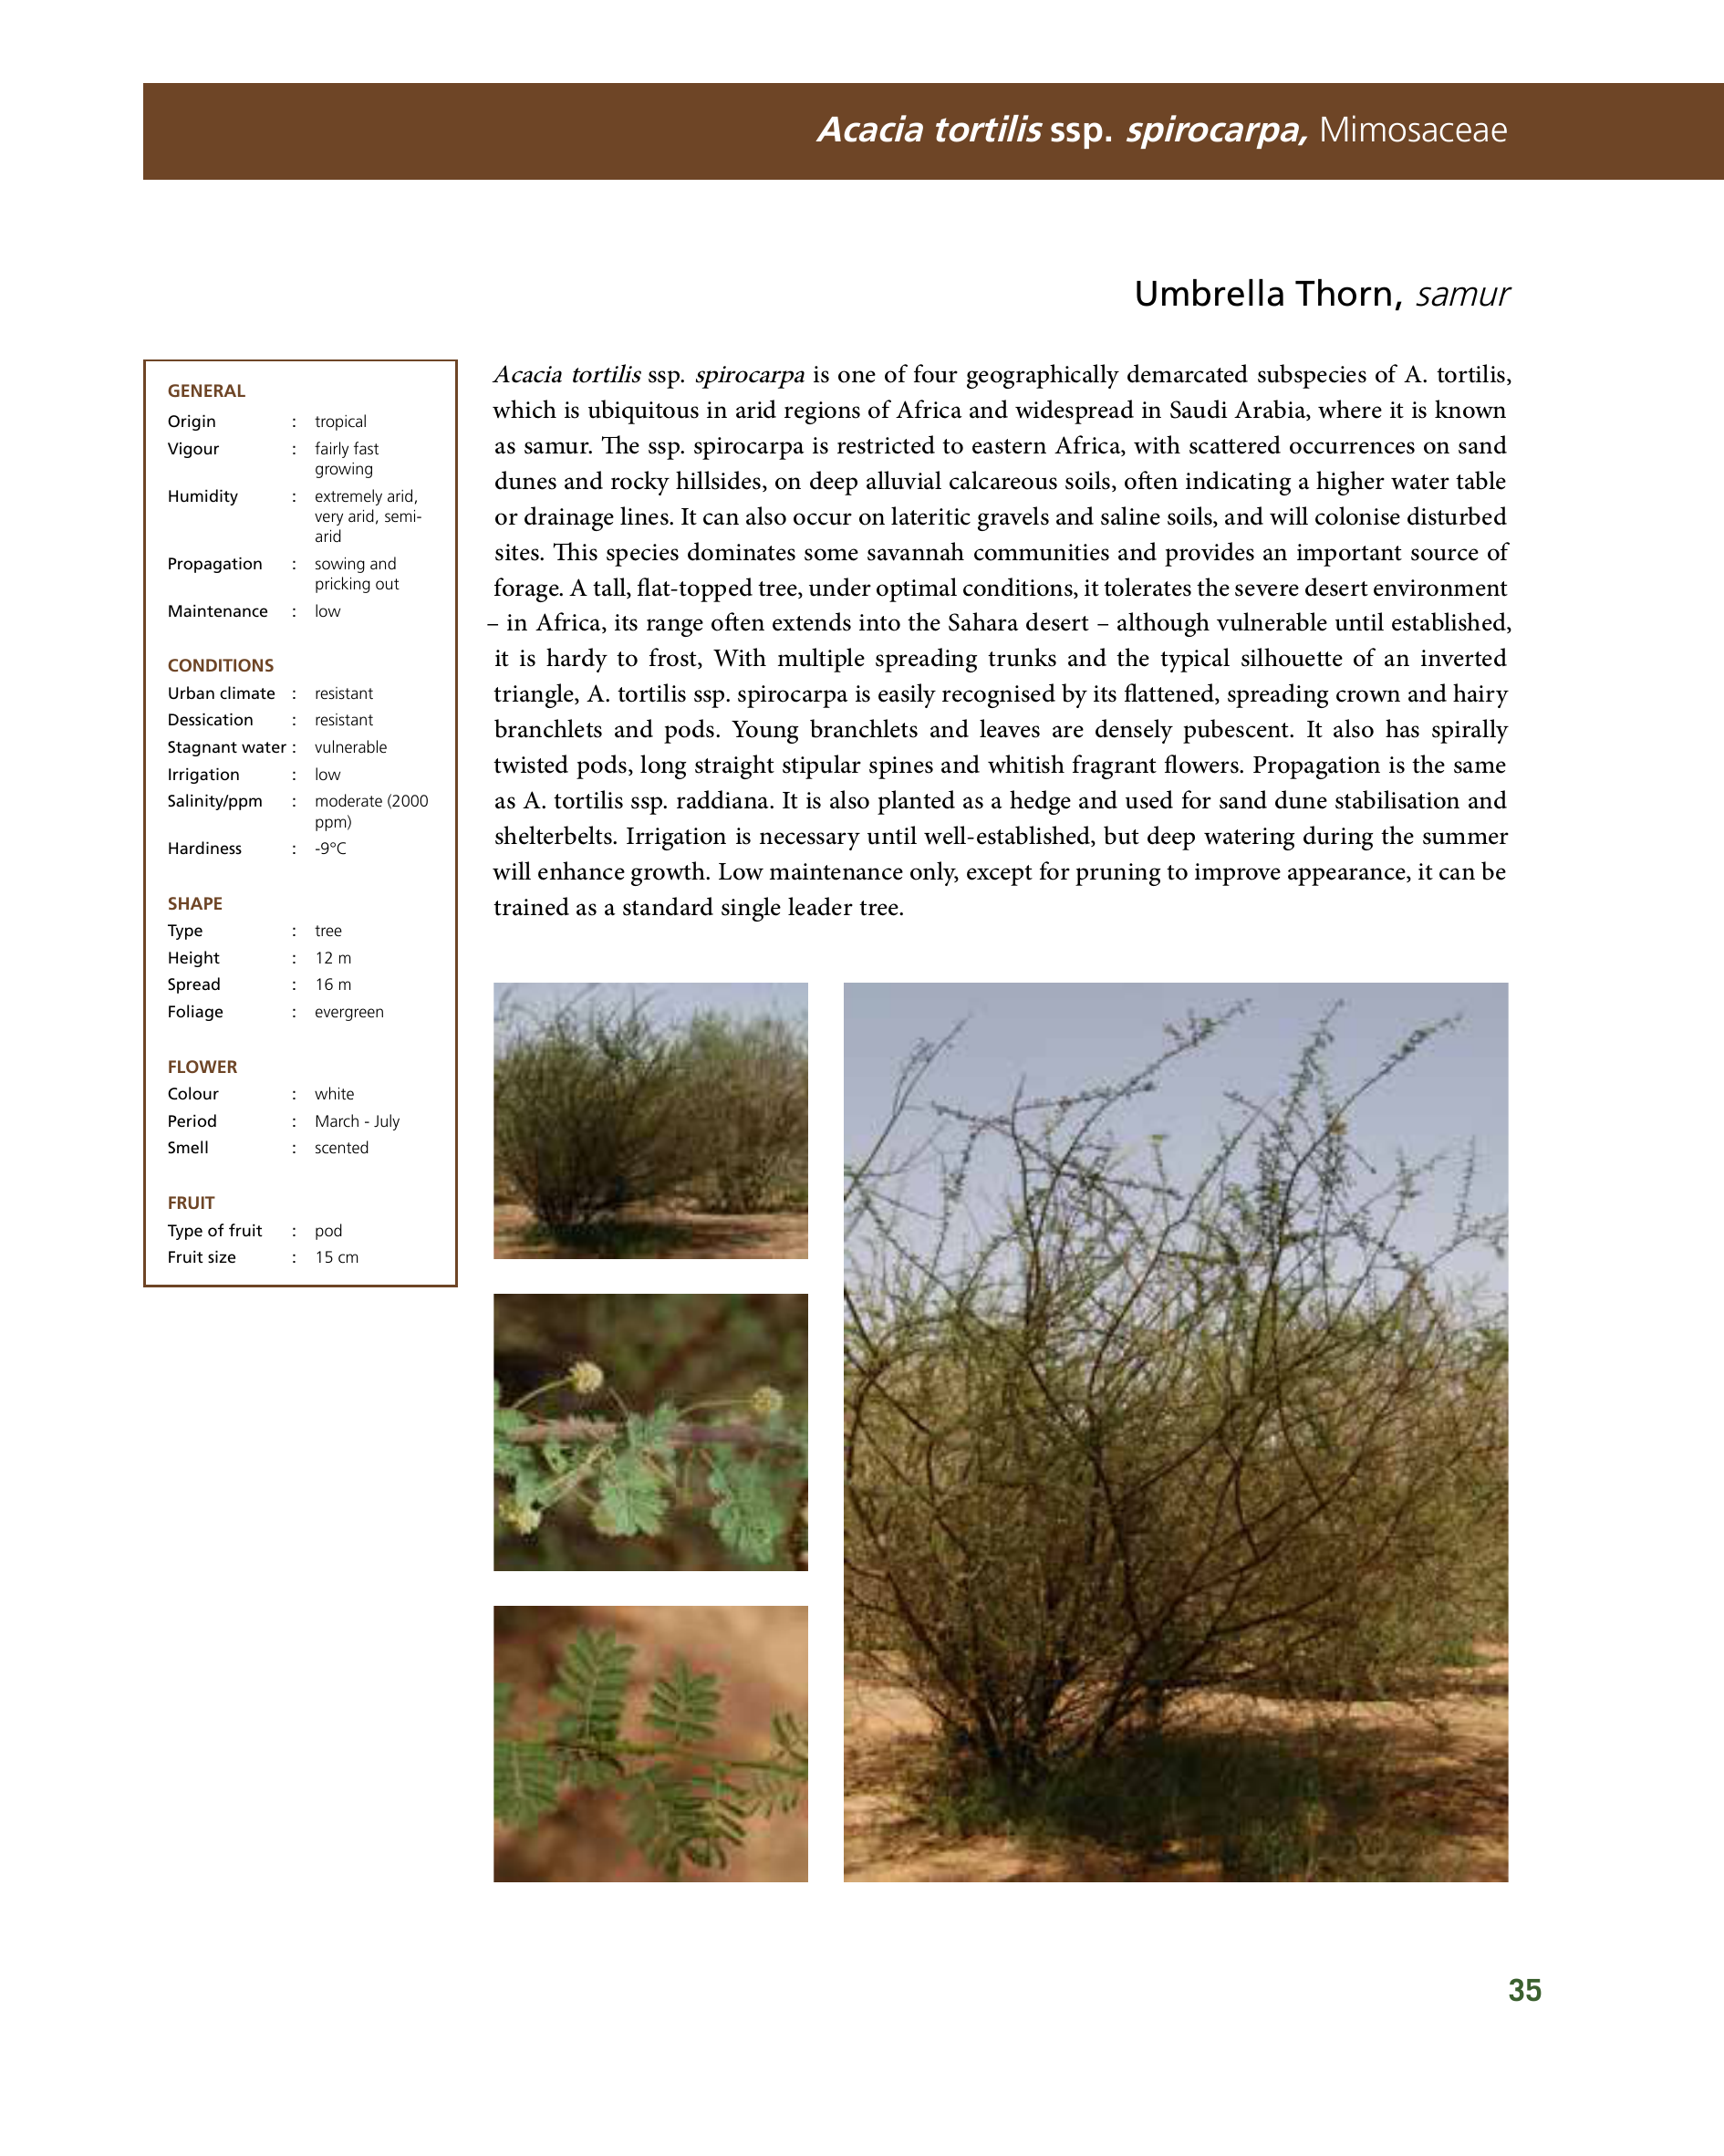 Acacia tortilis ssp. spirocarpa, Mimosaceae
Umbrella Thorn, samur
GENERAL
Origin : tropical
Vigour : fairly fast
growing
Humidity : extremely arid,
very arid, semi-
arid
Propagation : sowing and
pricking out
Maintenance : low
CONDITIONS
Urban climate : resistant
Dessication : resistant
Stagnant water : vulnerable
Irrigation : low
Salinity/ppm : moderate (2000
ppm)
Hardiness : -9°C
SHAPE
Type : tree
Height : 12 m
Spread : 16 m
Foliage : evergreen
FLOWER
Colour : white
Period : March - July
Smell : scented
FRUIT
Type of fruit : pod
Fruit size : 15 cm
Acacia tortilis ssp. spirocarpa is one of four geographically demarcated subspecies of A. tortilis,
which is ubiquitous in arid regions of Africa and widespread in Saudi Arabia, where it is known
as samur. The ssp. spirocarpa is restricted to eastern Africa, with scattered occurrences on sand
dunes and rocky hillsides, on deep alluvial calcareous soils, often indicating a higher water table
or drainage lines. It can also occur on lateritic gravels and saline soils, and will colonise disturbed
sites. This species dominates some savannah communities and provides an important source of
forage. A tall, flat-topped tree, under optimal conditions, it tolerates the severe desert environment
– in Africa, its range often extends into the Sahara desert – although vulnerable until established,
it is hardy to frost, With multiple spreading trunks and the typical silhouette of an inverted
triangle, A. tortilis ssp. spirocarpa is easily recognised by its flattened, spreading crown and hairy
branchlets and pods. Young branchlets and leaves are densely pubescent. It also has spirally
twisted pods, long straight stipular spines and whitish fragrant flowers. Propagation is the same
as A. tortilis ssp. raddiana. It is also planted as a hedge and used for sand dune stabilisation and
shelterbelts. Irrigation is necessary until well-established, but deep watering during the summer
will enhance growth. Low maintenance only, except for pruning to improve appearance, it can be
trained as a standard single leader tree.
35